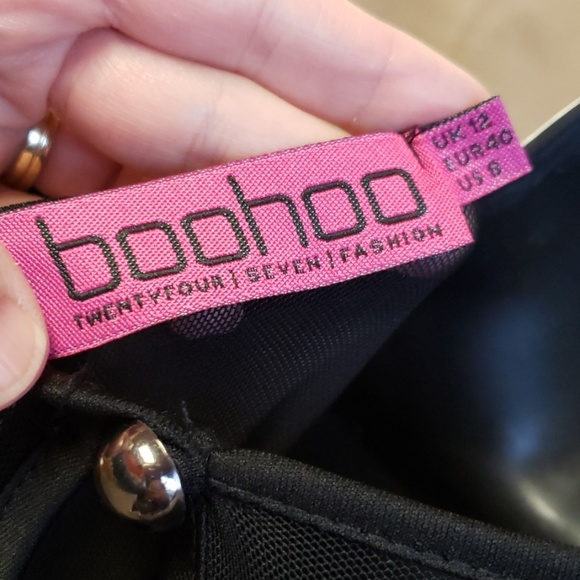 boohoo
TWENTYFOUR|SEVEN|FASHION
UK 12
EUR40
US 8